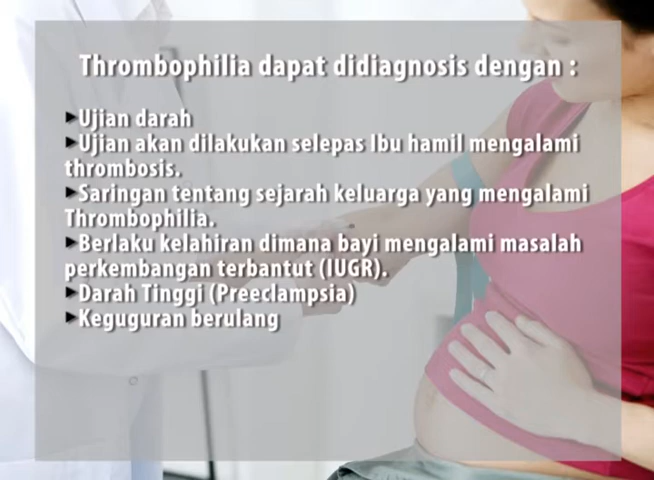 Thrombophilia dapat didiagnosis dengan :
►Ujian darah
►Ujian akan dilakukan selepas Ibu hamil mengalami
thrombosis.
►Saringan tentang sejarah keluarga yang mengalami
Thrombophilia.
►Berlaku kelahiran dimana bayi mengalami masalah
perkembangan terbantut (IUGR).
►Darah Tinggi (Preeclampsia)
►Keguguran berulang